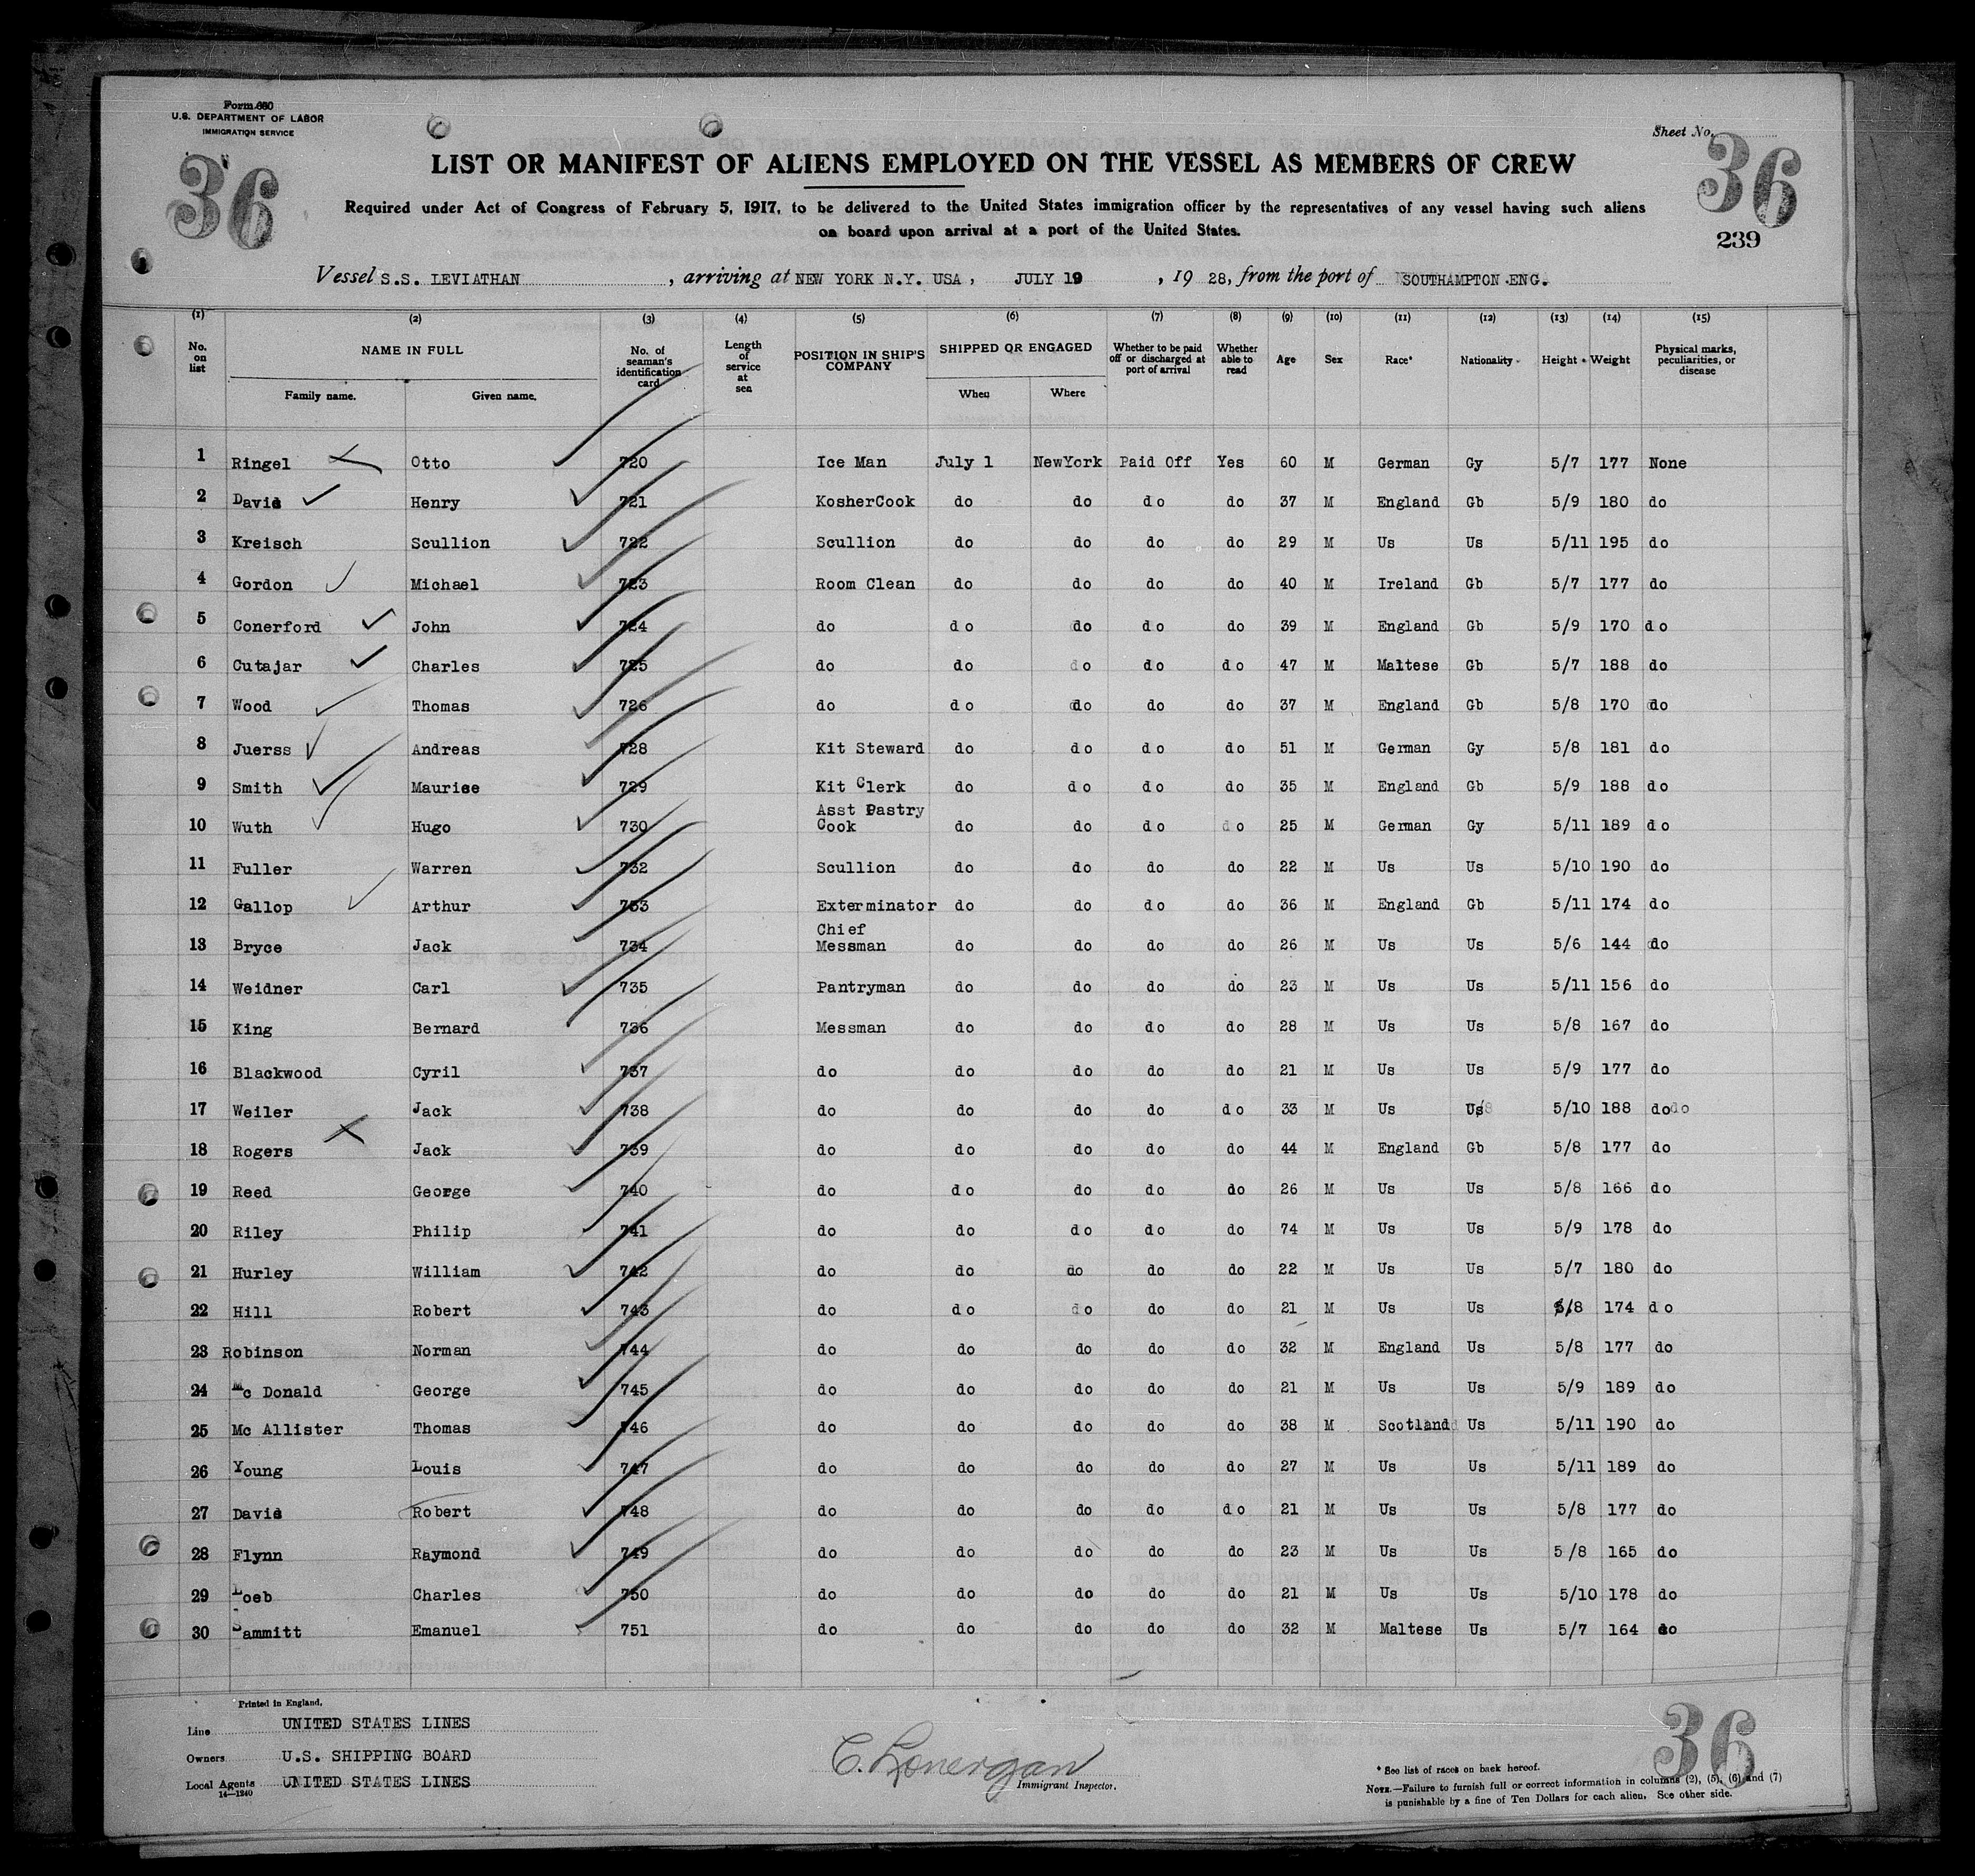 Form 680
U.S. DEPARTMENT OF LABOR
IMMIGRATION SERVICE
Sheet No.
36
36
239
LIST OR MANIFEST OF ALIENS EMPLOYED ON THE VESSEL AS MEMBERS OF CREW
Required under Act of Congress of February 5, 1917, to be delivered to the United States immigration officer by the representatives of any vessel having such aliens
on board upon arrival at a port of the United States.
Vessel S.S. LEVIATHAN , arriving at NEW YORK N.Y. USA , JULY 19 , 19 28, from the port of SOUTHAMPTON ENG.
(1) (2) (3) (4) (5) (6) (7) (8) (9) (10) (11) (12) (13) (14) (15)
No. on list NAME IN FULL Family name. Given name. No. of seaman's identification card Length of service at sea POSITION IN SHIP'S COMPANY SHIPPED OR ENGAGED When Where Whether to be paid off or discharged at port of arrival Whether able to read Age Sex Race* Nationality Height Weight Physical marks, peculiarities, or disease
1 Ringel Otto 720 Ice Man July 1 NewYork Paid Off Yes 60 M German Gy 5/7 177 None
2 David Henry 721 KosherCook do do do do 37 M England Gb 5/9 180 do
3 Kreisch Scullion 722 Scullion do do do do 29 M Us Us 5/11 195 do
4 Gordon Michael 723 Room Clean do do do do 40 M Ireland Gb 5/7 177 do
5 Conerford John 724 do do do do do 39 M England Gb 5/9 170 do
6 Cutajar Charles 725 do do do do do 47 M Maltese Gb 5/7 188 do
7 Wood Thomas 726 do do do do do 37 M England Gb 5/8 170 do
8 Juerss Andreas 728 Kit Steward do do do do 51 M German Gy 5/8 181 do
9 Smith Maurise 729 Kit Clerk do do do do 35 M England Gb 5/9 188 do
10 Wuth Hugo 730 Asst Pastry Cook do do do do 25 M German Gy 5/11 189 do
11 Fuller Warren 732 Scullion do do do do 22 M Us Us 5/10 190 do
12 Gallop Arthur 733 Exterminator do do do do 36 M England Gb 5/11 174 do
13 Bryce Jack 734 Chief Messman do do do do 26 M Us Us 5/6 144 do
14 Weidner Carl 735 Pantryman do do do do 23 M Us Us 5/11 156 do
15 King Bernard 736 Messman do do do do 28 M Us Us 5/8 167 do
16 Blackwood Cyril 737 do do do do do 21 M Us Us 5/9 177 do
17 Weiler Jack 738 do do do do do 33 M Us Us 5/10 188 do
18 Rogers Jack 739 do do do do do 44 M England Gb 5/8 177 do
19 Reed George 740 do do do do do 26 M Us Us 5/8 166 do
20 Riley Philip 741 do do do do do 74 M Us Us 5/9 178 do
21 Hurley William 742 do do do do do 22 M Us Us 5/7 180 do
22 Hill Robert 743 do do do do do 21 M Us Us 5/8 174 do
23 Robinson Norman 744 do do do do do 32 M England Us 5/8 177 do
24 Mc Donald George 745 do do do do do 21 M Us Us 5/9 189 do
25 Mc Allister Thomas 746 do do do do do 38 M Scotland Us 5/11 190 do
26 Young Louis 747 do do do do do 27 M Us Us 5/11 189 do
27 David Robert 748 do do do do do 21 M Us Us 5/8 177 do
28 Flynn Raymond 749 do do do do do 23 M Us Us 5/8 165 do
29 Loeb Charles 750 do do do do do 21 M Us Us 5/10 178 do
30 Sammitt Emanuel 751 do do do do do 32 M Maltese Us 5/7 164 do
Printed in England.
Line UNITED STATES LINES
Owners U.S. SHIPPING BOARD
Local Agents UNITED STATES LINES
14—1240
C. Lonergan
Immigrant Inspector.
36
* See list of races on back hereof.
NOTE.—Failure to furnish full or correct information in columns (2), (5), (6) and (7)
is punishable by a fine of Ten Dollars for each alien. See other side.